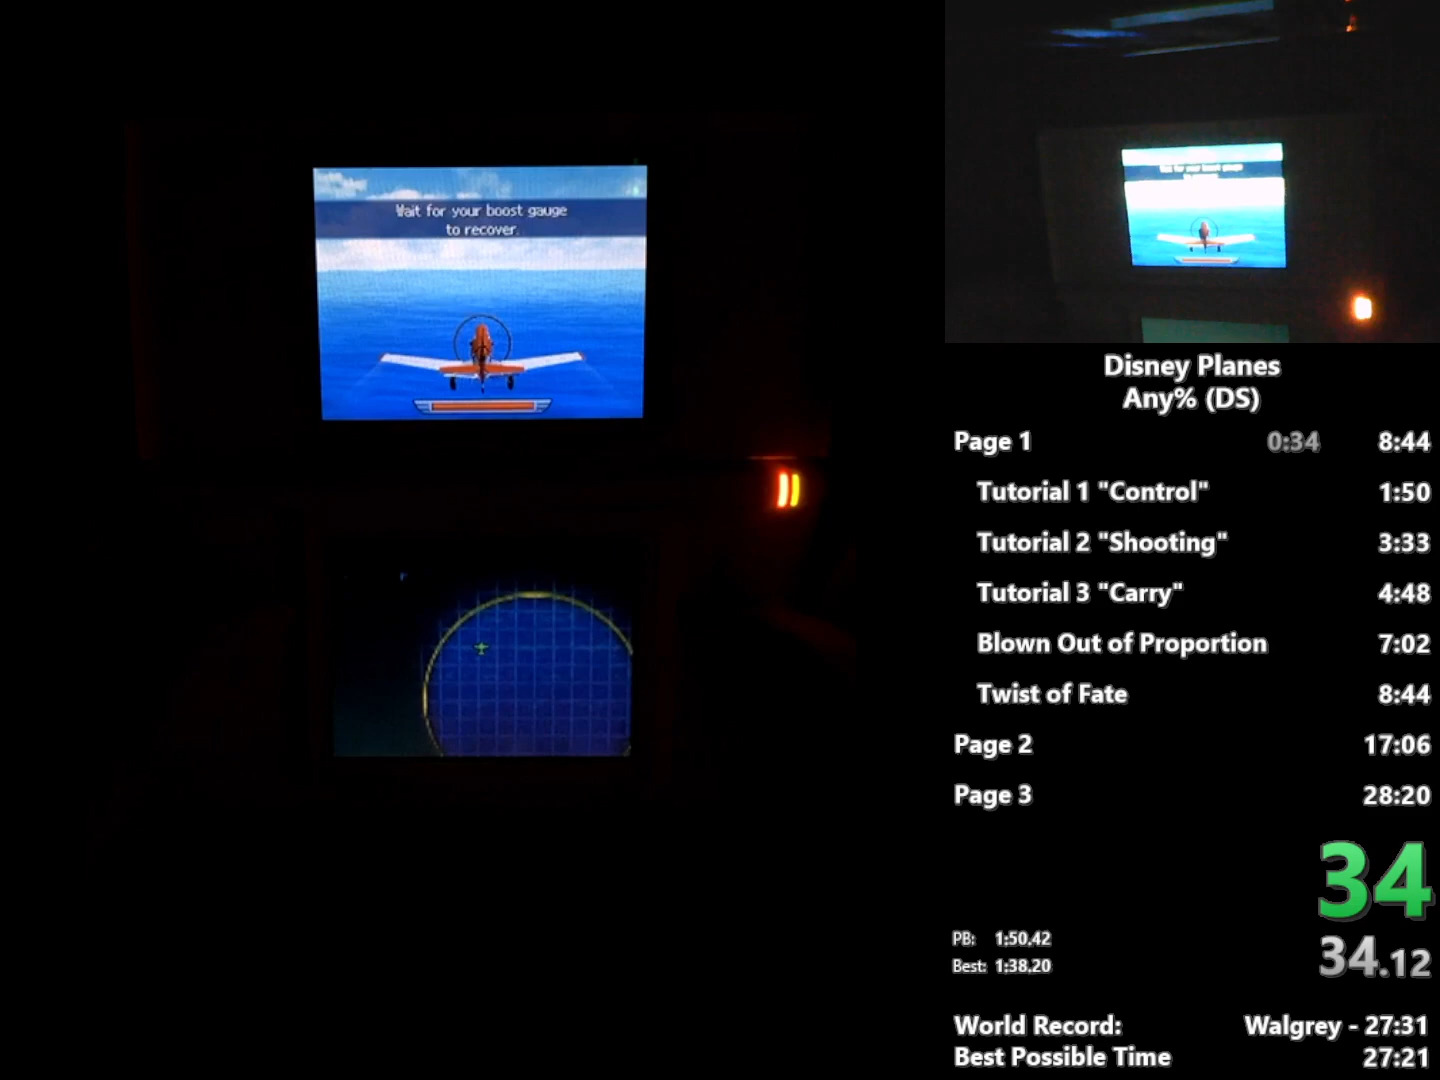 Wait for your boost gauge
to recover.
Disney Planes
Any% (DS)
Page 1 0:34 8:44
Tutorial 1 "Control" 1:50
Tutorial 2 "Shooting" 3:33
Tutorial 3 "Carry" 4:48
Blown Out of Proportion 7:02
Twist of Fate 8:44
Page 2 17:06
Page 3 28:20
34
PB: 1:50.42
34.12
Best: 1:38.20
World Record: Walgrey - 27:31
Best Possible Time 27:21